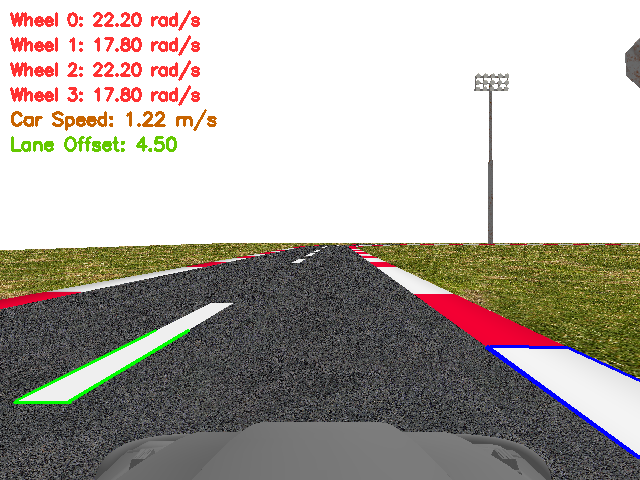 Wheel 0: 22.20 rad/s
Wheel 1: 17.80 rad/s
Wheel 2: 22.20 rad/s
Wheel 3: 17.80 rad/s
Car Speed: 1.22 m/s
Lane Offset: 4.50